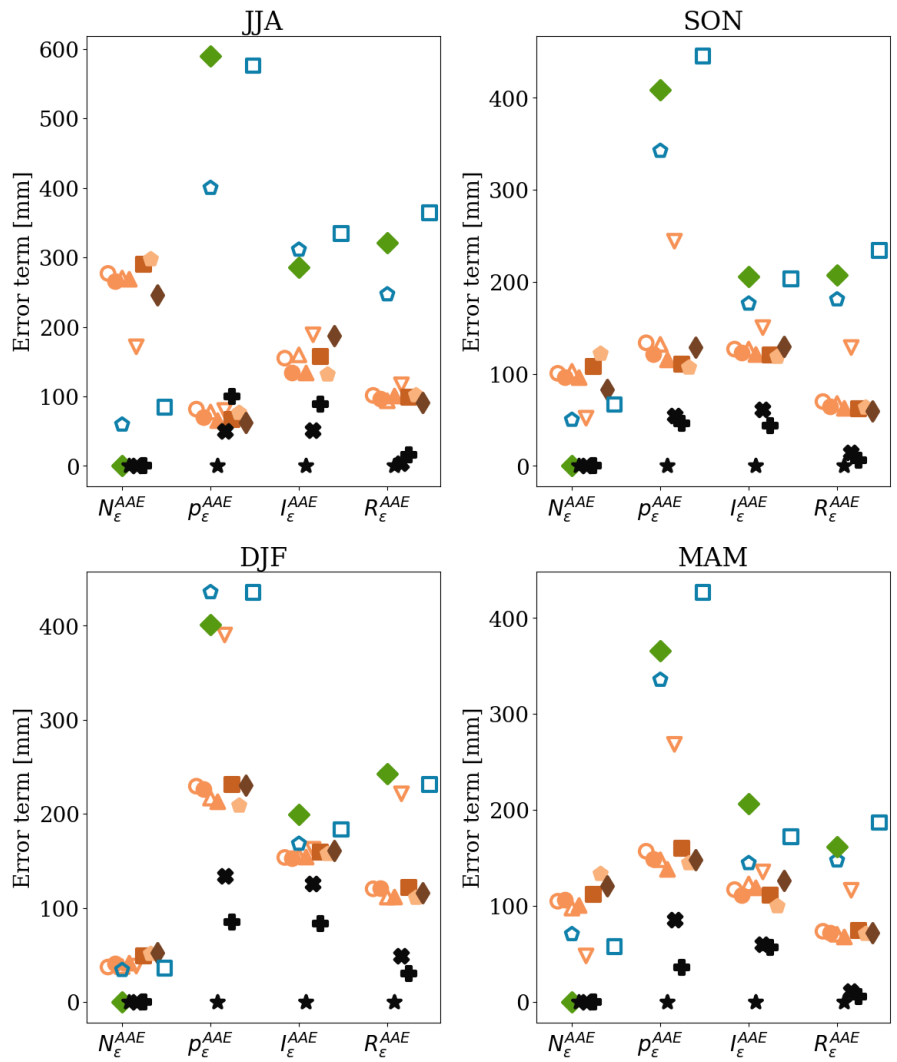 JJA
Error term [mm]
600
500
400
300
200
100
0
N_ε^{AAE} p_ε^{AAE} I_ε^{AAE} R_ε^{AAE}
SON
Error term [mm]
400
300
200
100
0
N_ε^{AAE} p_ε^{AAE} I_ε^{AAE} R_ε^{AAE}
DJF
Error term [mm]
400
300
200
100
0
N_ε^{AAE} p_ε^{AAE} I_ε^{AAE} R_ε^{AAE}
MAM
Error term [mm]
400
300
200
100
0
N_ε^{AAE} p_ε^{AAE} I_ε^{AAE} R_ε^{AAE}